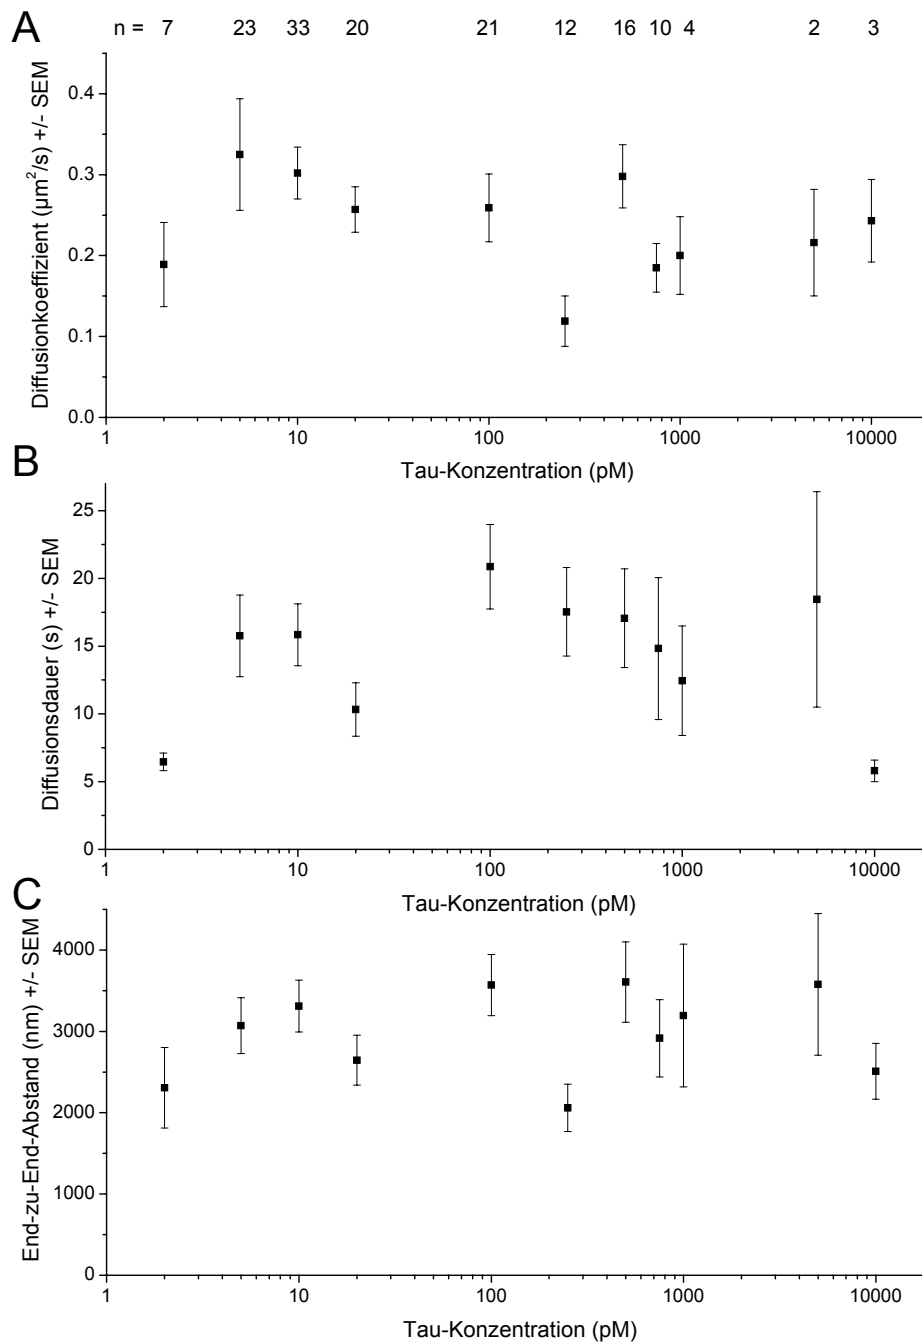 A
n = 7 23 33 20 21 12 16 10 4 2 3
Diffusionkoeffizient (µm²/s) +/- SEM
0.4
0.3
0.2
0.1
0.0
1 10 100 1000 10000
Tau-Konzentration (pM)
B
Diffusionsdauer (s) +/- SEM
25
20
15
10
5
0
1 10 100 1000 10000
Tau-Konzentration (pM)
C
End-zu-End-Abstand (nm) +/- SEM
4000
3000
2000
1000
0
1 10 100 1000 10000
Tau-Konzentration (pM)